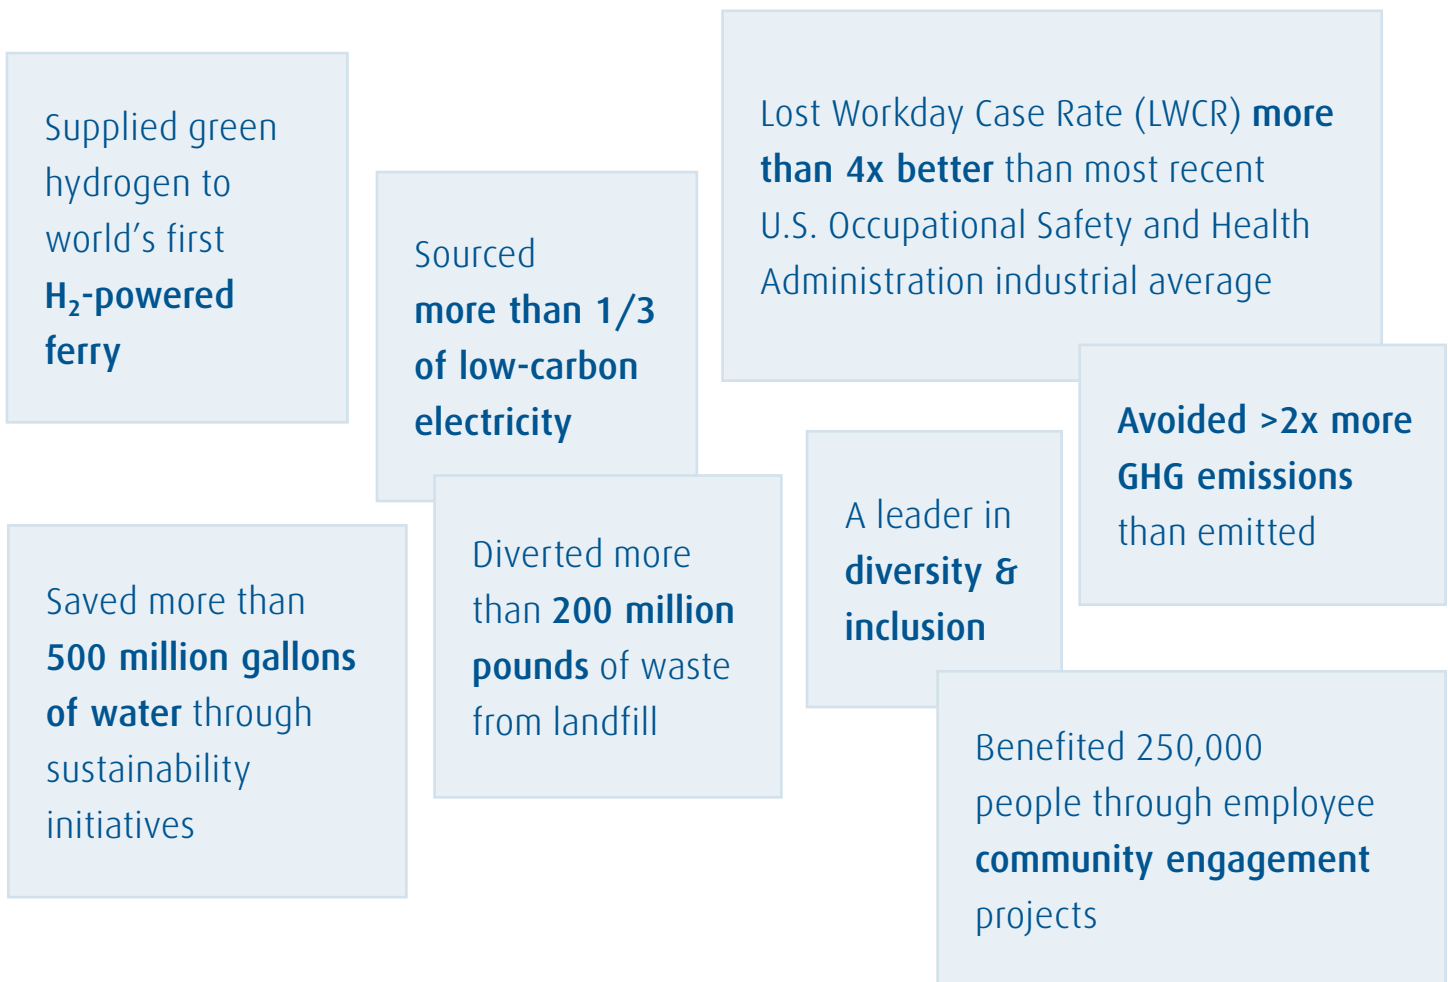 Supplied green
hydrogen to
world's first
H₂-powered
ferry
Sourced
more than 1/3
of low-carbon
electricity
Lost Workday Case Rate (LWCR) more
than 4x better than most recent
U.S. Occupational Safety and Health
Administration industrial average
Avoided >2x more
GHG emissions
than emitted
Saved more than
500 million gallons
of water through
sustainability
initiatives
Diverted more
than 200 million
pounds of waste
from landfill
A leader in
diversity &
inclusion
Benefited 250,000
people through employee
community engagement
projects